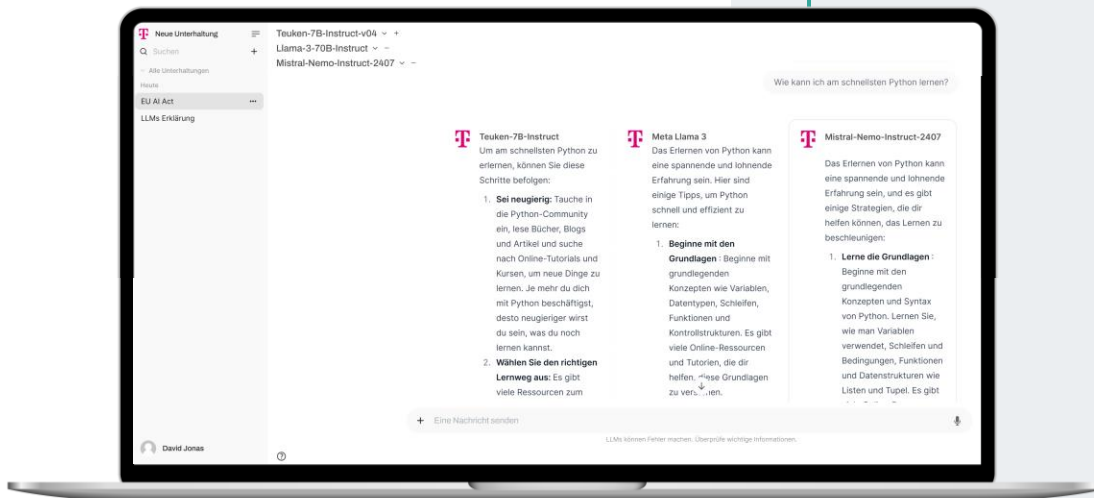 Neue Unterhaltung
Suchen
Alle Unterhaltungen
Heute
EU AI Act
LLMs Erklärung
David Jonas
Teuken-7B-Instruct-v04
Llama-3-70B-Instruct
Mistral-Nemo-Instruct-2407
Wie kann ich am schnellsten Python lernen?
Teuken-7B-Instruct
Um am schnellsten Python zu
erlernen, können Sie diese
Schritte befolgen:
1. Sei neugierig: Tauche in
die Python-Community
ein, lese Bücher, Blogs
und Artikel und suche
nach Online-Tutorials und
Kursen, um neue Dinge zu
lernen. Je mehr du dich
mit Python beschäftigst,
desto neugieriger wirst
du sein, was du noch
lernen kannst.
2. Wählen Sie den richtigen
Lernweg aus: Es gibt
viele Ressourcen zum
Meta Llama 3
Das Erlernen von Python kann
eine spannende und lohnende
Erfahrung sein. Hier sind
einige Tipps, um Python
schnell und effizient zu
lernen:
1. Beginne mit den
Grundlagen : Beginne mit
grundlegenden
Konzepten wie Variablen,
Datentypen, Schleifen,
Funktionen und
Kontrollstrukturen. Es gibt
viele Online-Ressourcen
und Tutorien, die dir
helfen, diese Grundlagen
zu
Mistral-Nemo-Instruct-2407
Das Erlernen von Python kann
eine spannende und lohnende
Erfahrung sein, und es gibt
einige Strategien, die dir
helfen können, das Lernen zu
beschleunigen:
1. Lerne die Grundlagen :
Beginne mit den
grundlegenden
Konzepten und Syntax
von Python. Lernen Sie,
wie man Variablen
verwendet, Schleifen und
Bedingungen, Funktionen
und Datenstrukturen wie
Listen und Tupel. Es gibt
Eine Nachricht senden
LLMs können Fehler machen. Überprüfe wichtige Informationen.